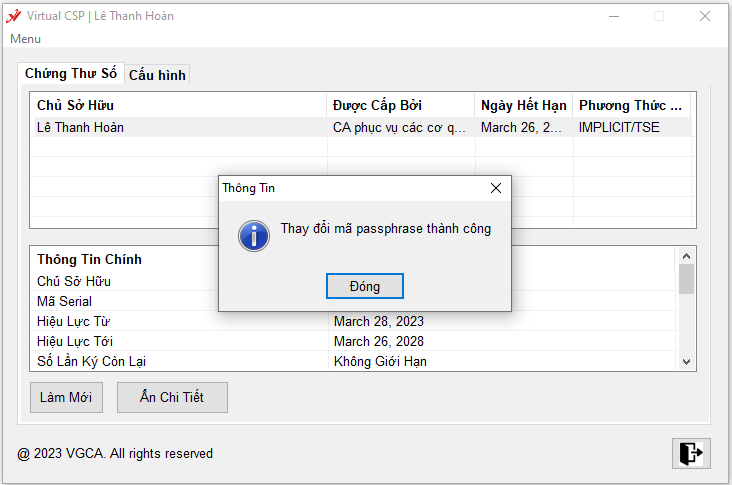 Virtual CSP | Lê Thanh Hoàn
Menu
Chứng Thư Số Cấu hình
Chủ Sở Hữu Được Cấp Bởi Ngày Hết Hạn Phương Thức ...
Lê Thanh Hoàn CA phục vụ các cơ q... March 26, 2... IMPLICIT/TSE
Thông Tin
Thay đổi mã passphrase thành công
Đóng
Thông Tin Chính
Chủ Sở Hữu
Mã Serial
Hiệu Lực Từ March 28, 2023
Hiệu Lực Tới March 26, 2028
Số Lần Ký Còn Lại Không Giới Hạn
Làm Mới Ẩn Chi Tiết
@ 2023 VGCA. All rights reserved